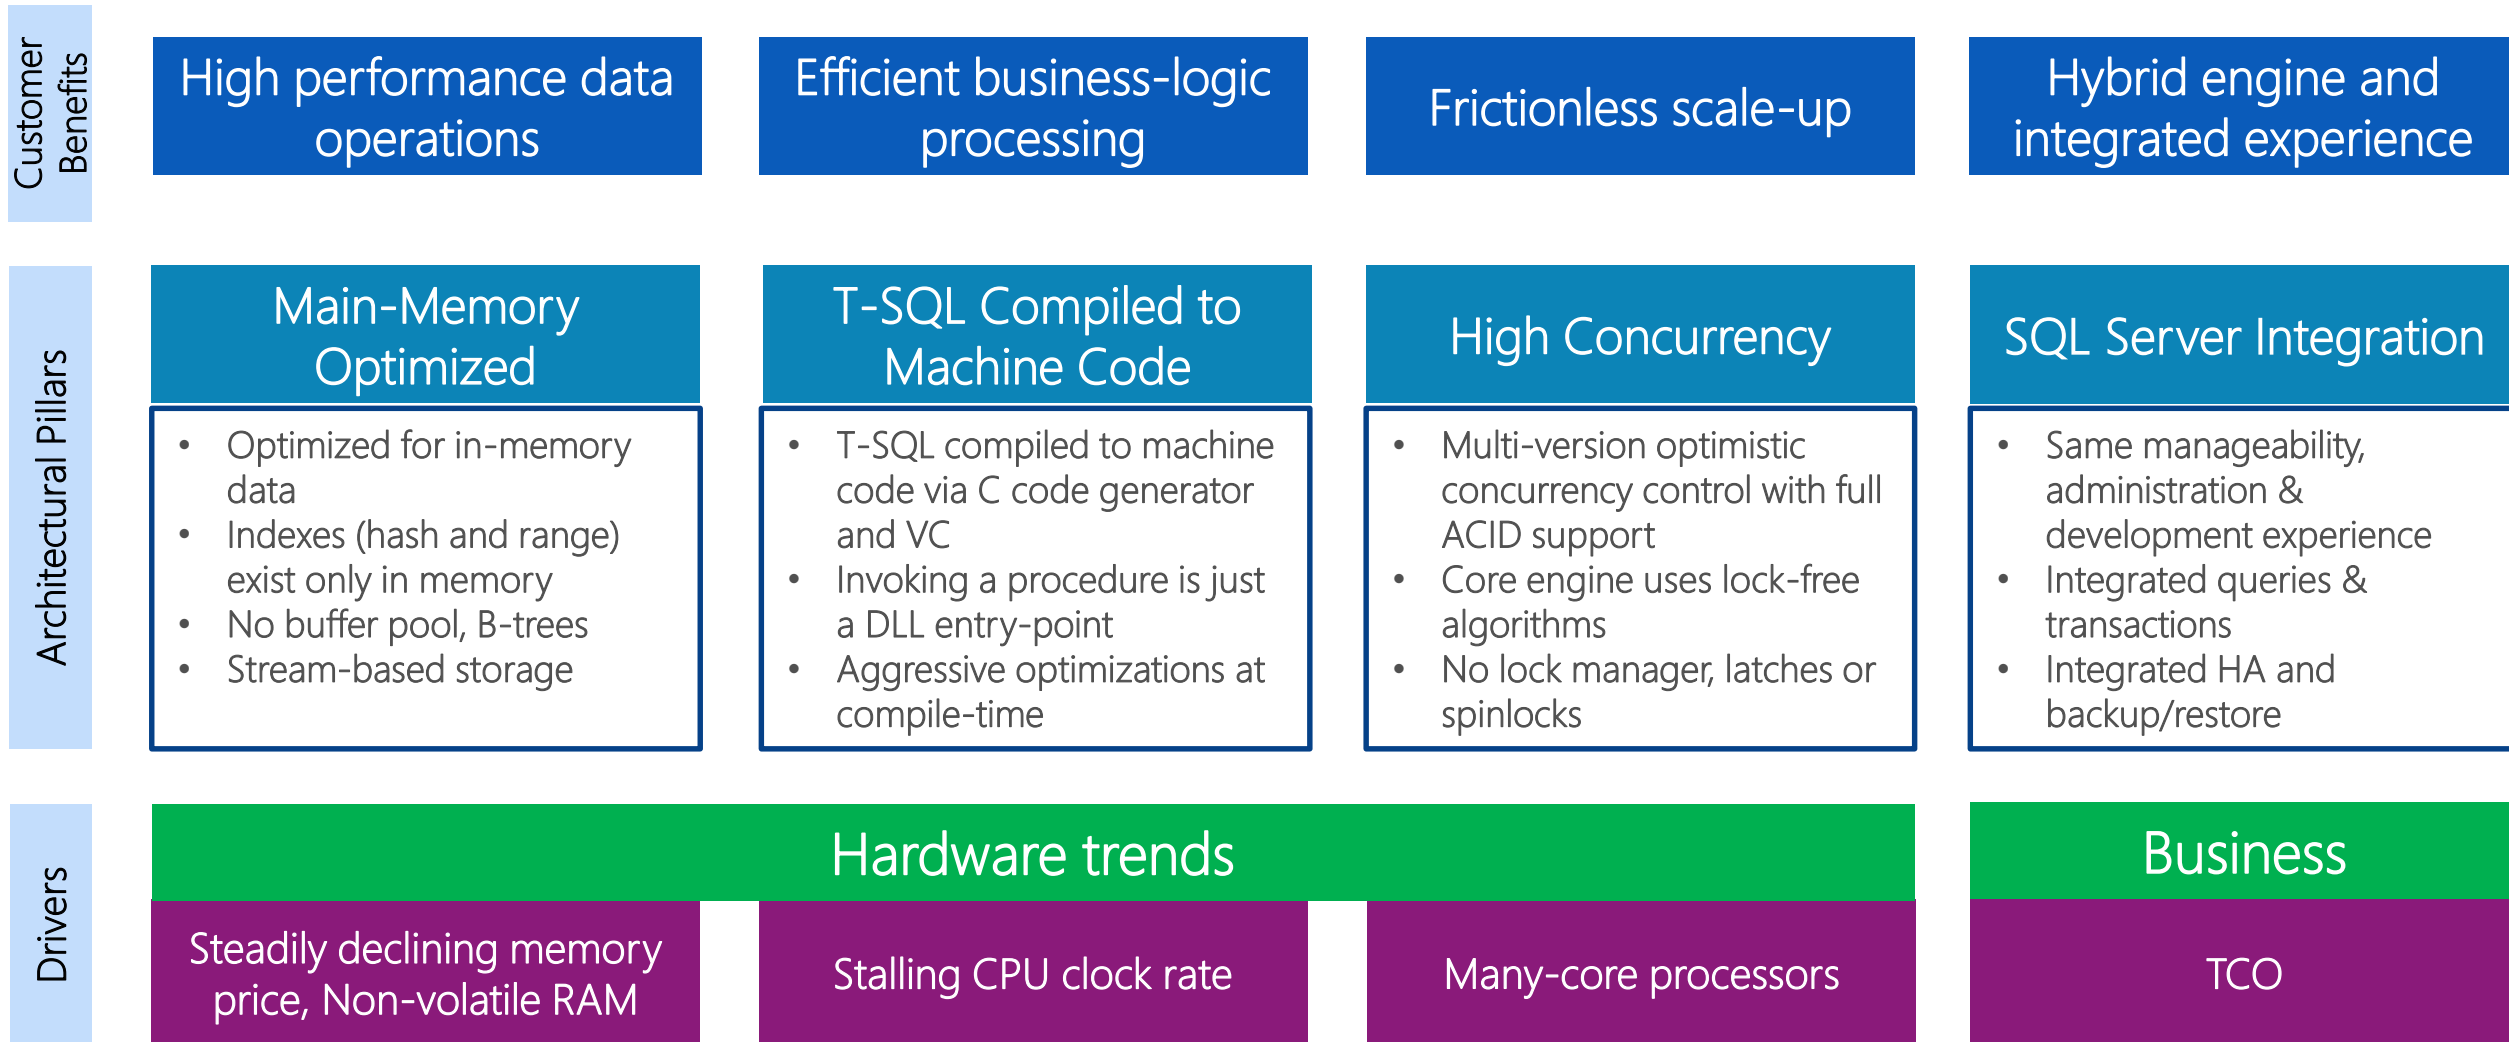 Customer
Benefits
High performance data
operations
Efficient business-logic
processing
Frictionless scale-up
Hybrid engine and
integrated experience
Architectural Pillars
Main-Memory
Optimized
• Optimized for in-memory
data
• Indexes (hash and range)
exist only in memory
• No buffer pool, B-trees
• Stream-based storage
T-SQL Compiled to
Machine Code
• T-SQL compiled to machine
code via C code generator
and VC
• Invoking a procedure is just
a DLL entry-point
• Aggressive optimizations at
compile-time
High Concurrency
• Multi-version optimistic
concurrency control with full
ACID support
• Core engine uses lock-free
algorithms
• No lock manager, latches or
spinlocks
SQL Server Integration
• Same manageability,
administration &
development experience
• Integrated queries &
transactions
• Integrated HA and
backup/restore
Drivers
Hardware trends
Business
Steadily declining memory
price, Non-volatile RAM
Stalling CPU clock rate
Many-core processors
TCO